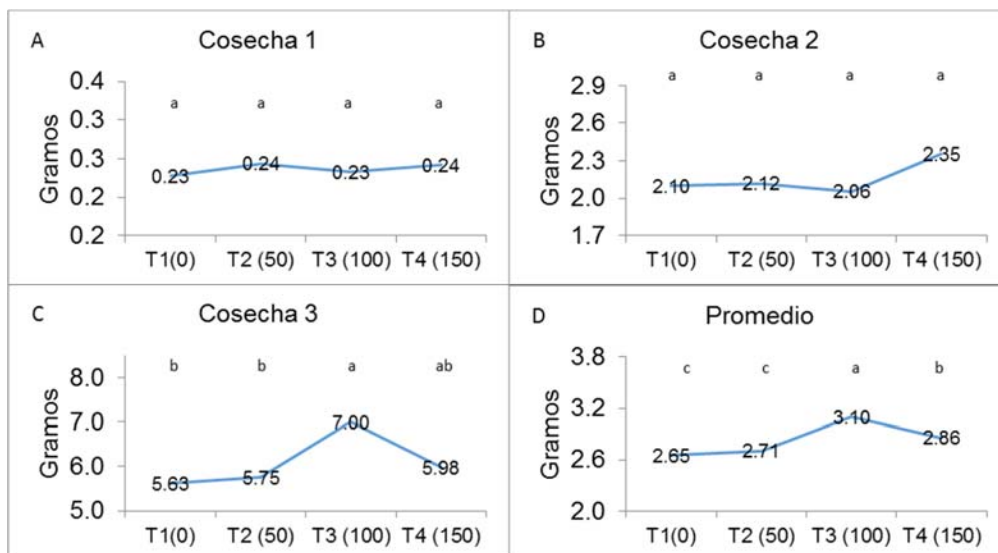 A
Cosecha 1
Gramos
0.4
0.3
0.3
0.2
0.2
a a a a
0.23 0.24 0.23 0.24
T1(0) T2 (50) T3 (100) T4 (150)
B
Cosecha 2
Gramos
2.9
2.6
2.3
2.0
1.7
a a a a
2.10 2.12 2.06 2.35
T1(0) T2 (50) T3 (100) T4 (150)
C
Cosecha 3
Gramos
8.0
7.0
6.0
5.0
b b a ab
5.63 5.75 7.00 5.98
T1(0) T2 (50) T3 (100) T4 (150)
D
Promedio
Gramos
3.8
3.2
2.6
2.0
c c a b
2.65 2.71 3.10 2.86
T1(0) T2 (50) T3 (100) T4 (150)